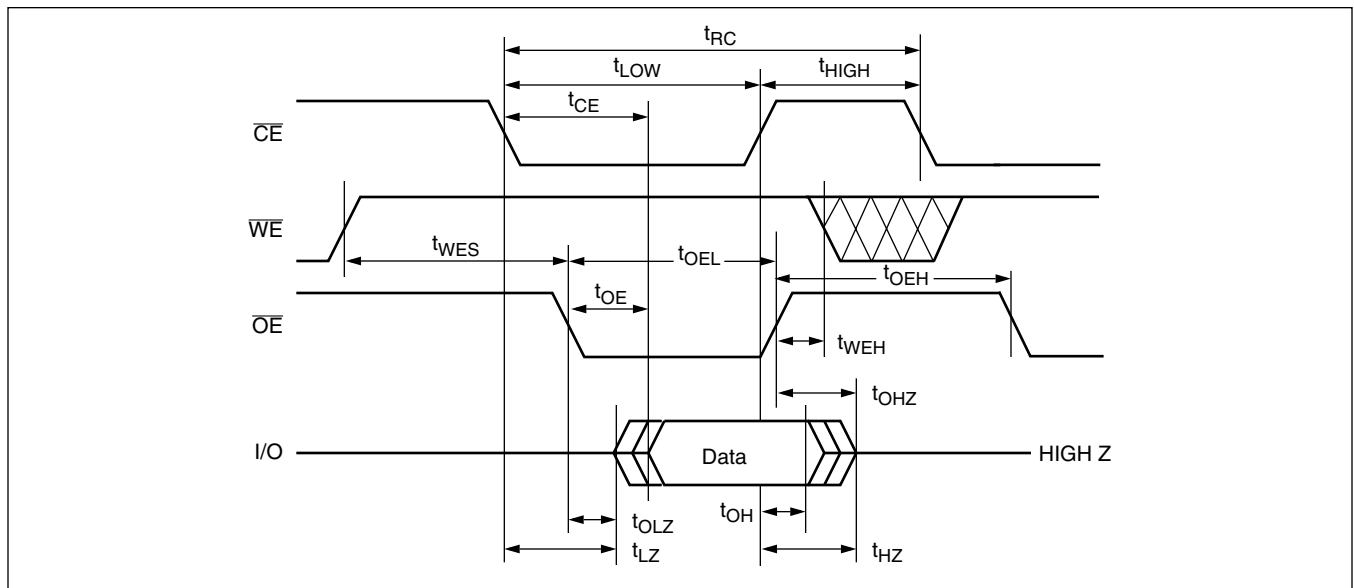 tRC
tLOW tHIGH
tCE
CE
WE
tWES tOEL
tOEH
tOE
OE
tWEH
tOHZ
I/O Data HIGH Z
tOH
tOLZ
tLZ tHZ